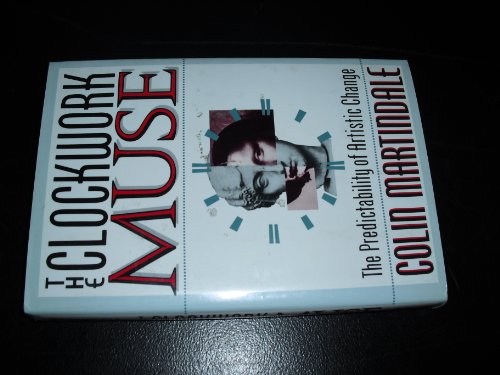 THE CLOCKWORK
MUSE
The Predictability of Artistic Change
COLIN MARTINDALE